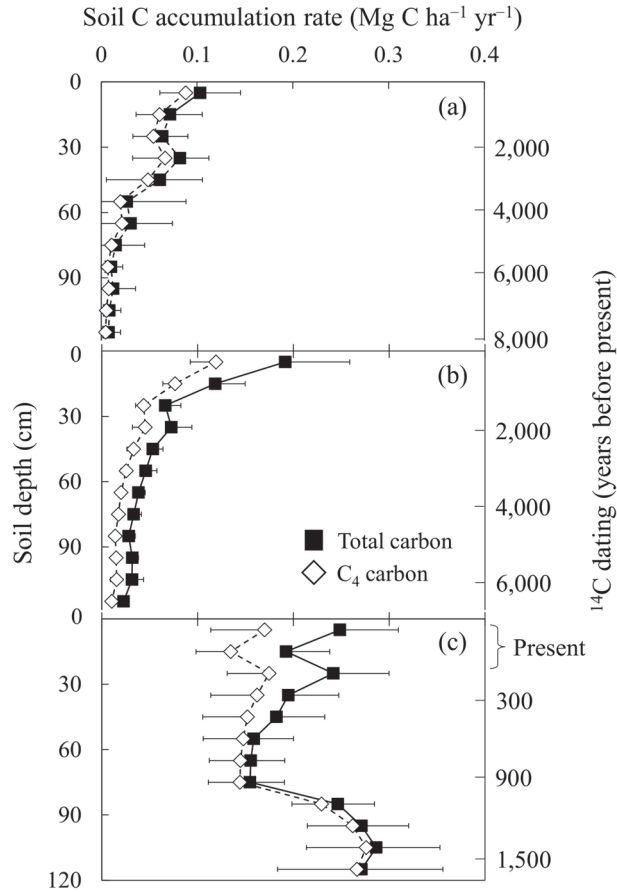 Soil C accumulation rate (Mg C ha⁻¹ yr⁻¹)
0 0.1 0.2 0.3 0.4
0
30
60
90
(a)
2,000
4,000
6,000
8,000
0
30
60
90
(b)
2,000
4,000
6,000
Total carbon
C₄ carbon
0
30
60
90
120
(c)
Present
300
900
1,500
Soil depth (cm)
¹⁴C dating (years before present)